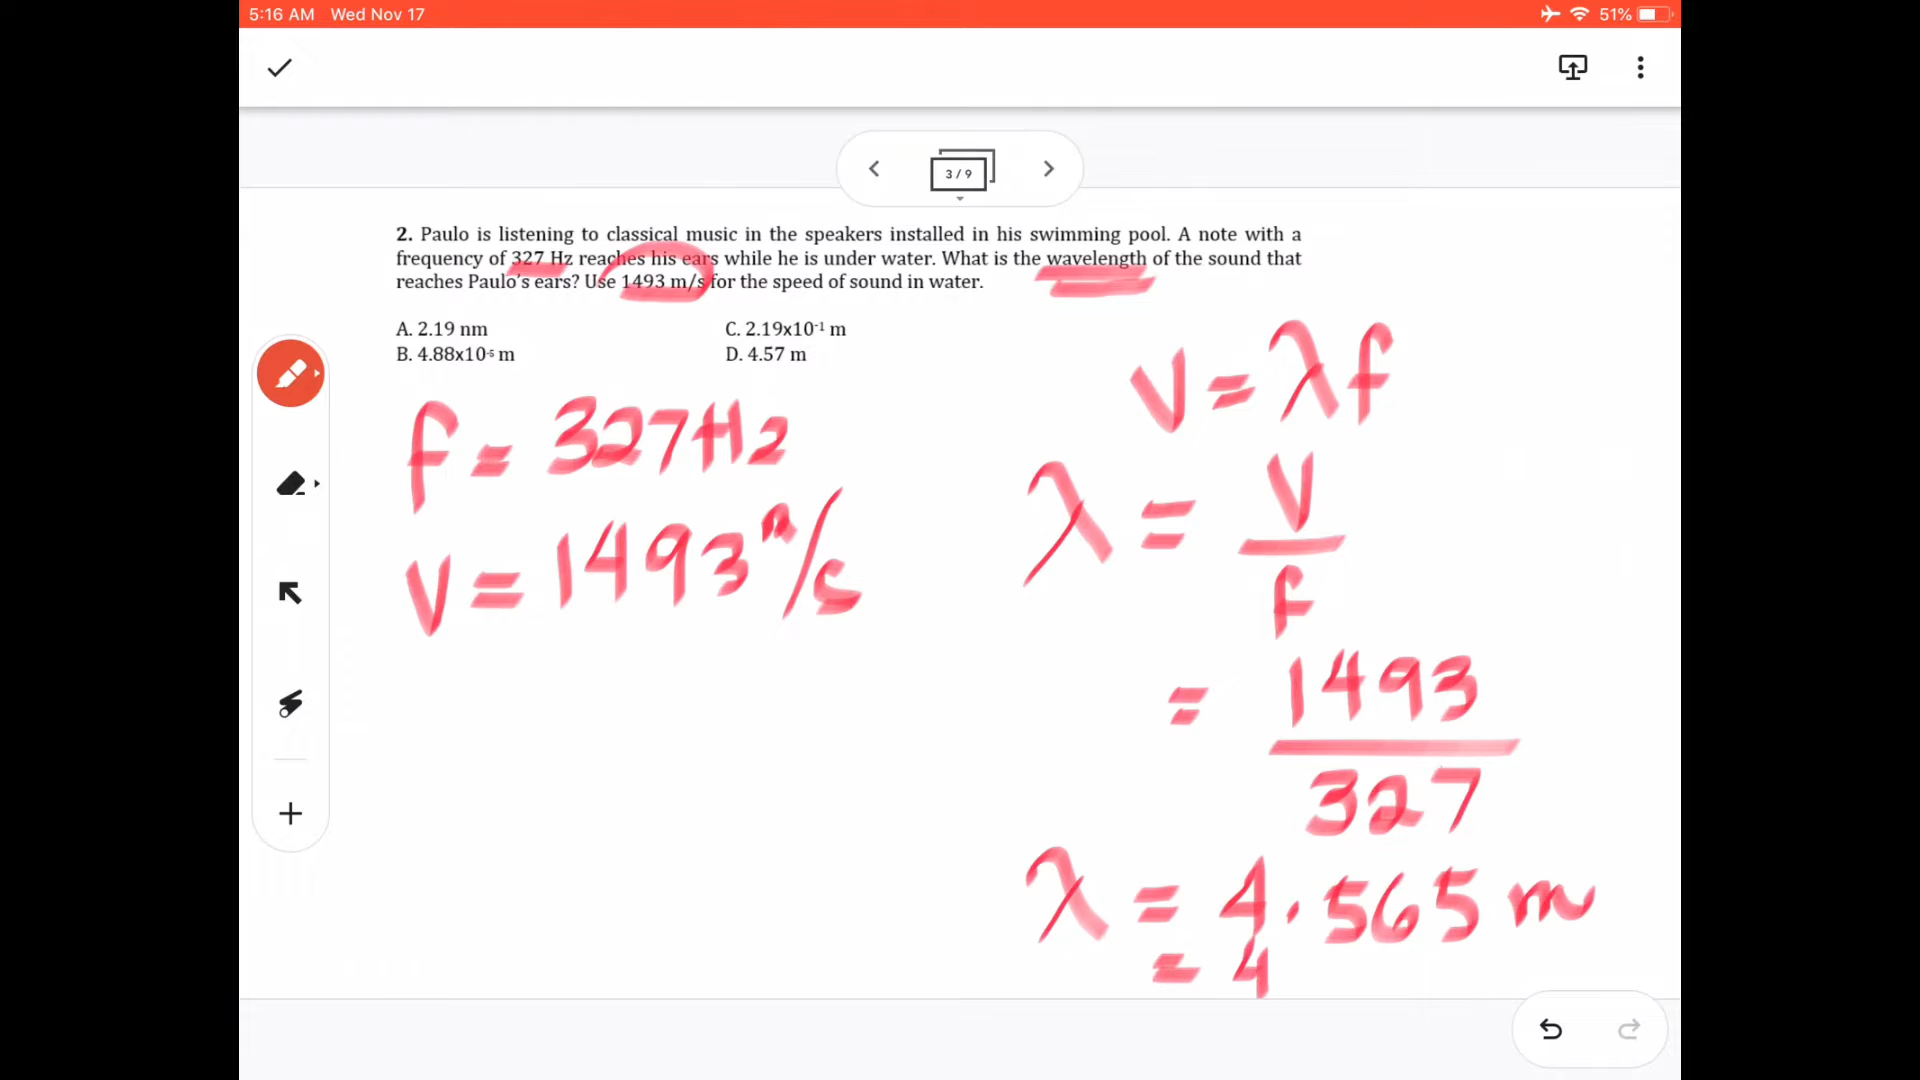 5:16 AM Wed Nov 17
51%
3 / 9
2. Paulo is listening to classical music in the speakers installed in his swimming pool. A note with a
frequency of 327 Hz reaches his ears while he is under water. What is the wavelength of the sound that
reaches Paulo's ears? Use 1493 m/s for the speed of sound in water.
A. 2.19 nm
B. 4.88x10⁻⁵ m
C. 2.19x10⁻¹ m
D. 4.57 m
f = 327 Hz
v = 1493 m/s
v = λf
λ = v/f
= 1493/327
λ = 4.565 m
= 4